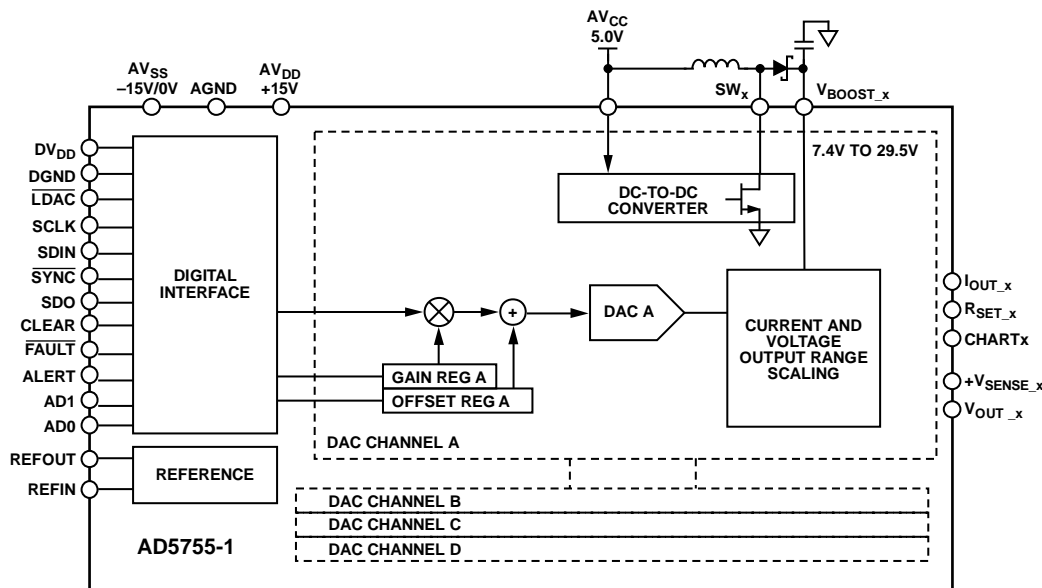 AVCC
5.0V
AVSS
–15V/0V
AGND
AVDD
+15V
SWx
VBOOST_x
7.4V TO 29.5V
DVDD
DGND
LDAC
SCLK
SDIN
SYNC
SDO
CLEAR
FAULT
ALERT
AD1
AD0
REFOUT
REFIN
DIGITAL
INTERFACE
REFERENCE
DC-TO-DC
CONVERTER
DAC A
CURRENT AND
VOLTAGE
OUTPUT RANGE
SCALING
GAIN REG A
OFFSET REG A
DAC CHANNEL A
IOUT_x
RSET_x
CHARTx
+VSENSE_x
VOUT_x
DAC CHANNEL B
DAC CHANNEL C
DAC CHANNEL D
AD5755-1